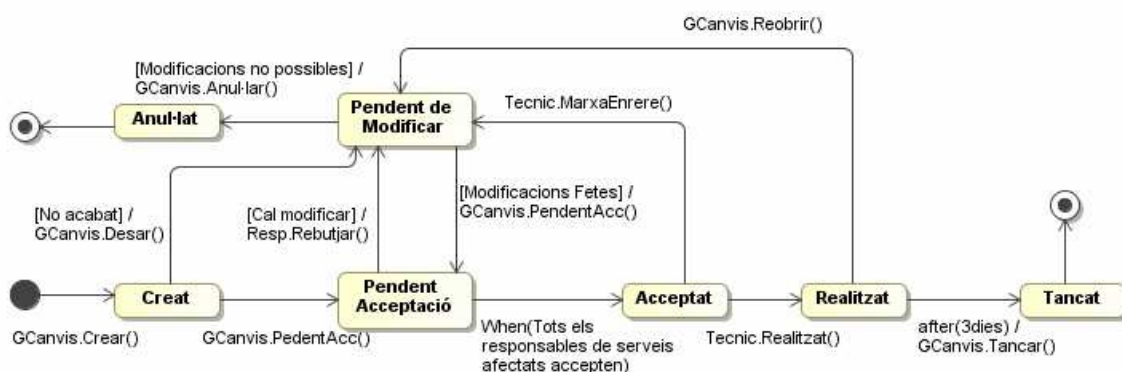 GCanvis.Reobrir()
[Modificacions no possibles] /
GCanvis.Anul·lar()
Anul·lat
Pendent de
Modificar
Tecnic.MarxaEnrere()
[No acabat] /
GCanvis.Desar()
[Cal modificar] /
Resp.Rebutjar()
[Modificacions Fetes] /
GCanvis.PendentAcc()
Creat
Pendent
Acceptació
Acceptat
Realitzat
Tancat
GCanvis.Crear()
GCanvis.PedentAcc()
When(Tots els
responsables de serveis
afectats accepten)
Tecnic.Realitzat()
after(3dies) /
GCanvis.Tancar()